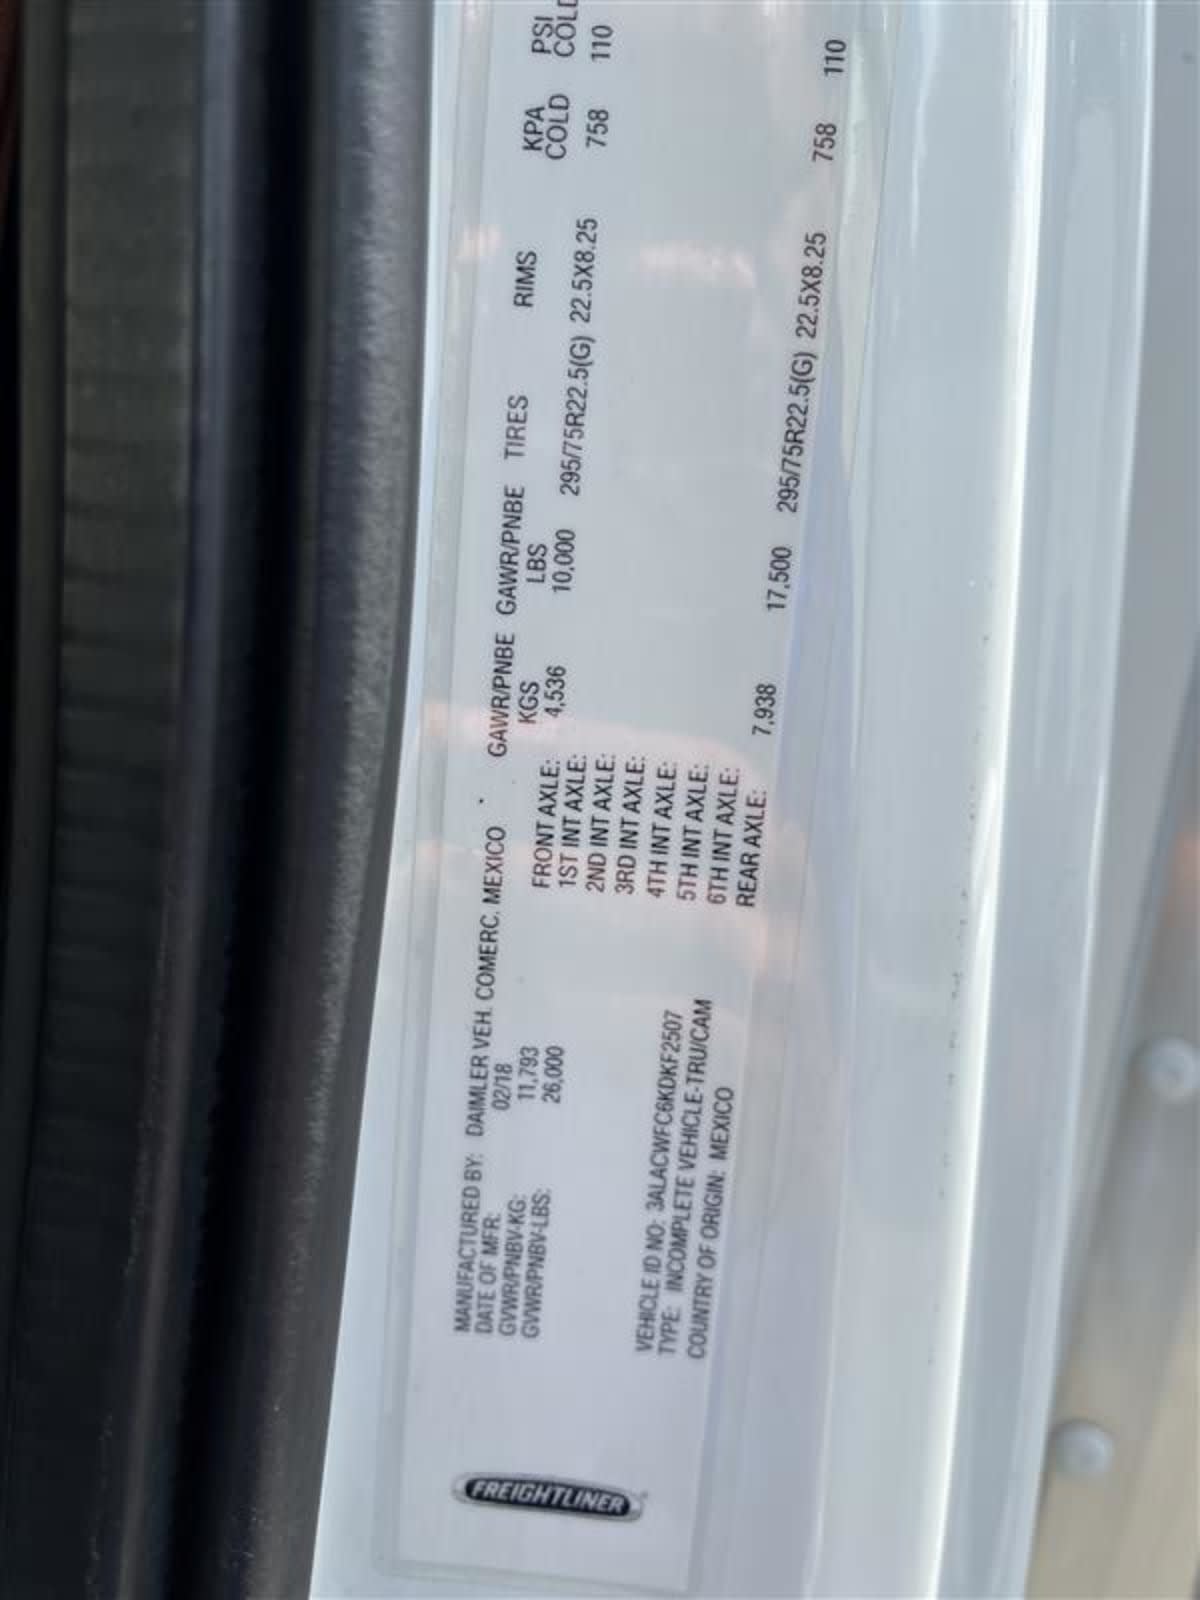 FREIGHTLINER
MANUFACTURED BY: DAIMLER VEH. COMERC. MEXICO
DATE OF MFR: 02/18
GVWR/PNBV-KG: 11,793
GVWR/PNBV-LBS: 26,000
GAWR/PNBE GAWR/PNBE TIRES RIMS KPA PSI
KGS LBS COLD COLD
FRONT AXLE: 4,536 10,000 295/75R22.5(G) 22.5X8.25 758 110
1ST INT AXLE:
2ND INT AXLE:
3RD INT AXLE:
4TH INT AXLE:
5TH INT AXLE:
6TH INT AXLE:
REAR AXLE: 7,938 17,500 295/75R22.5(G) 22.5X8.25 758 110
VEHICLE ID NO: 3ALACWFC6KDKF2507
TYPE: INCOMPLETE VEHICLE-TRU/CAM
COUNTRY OF ORIGIN: MEXICO